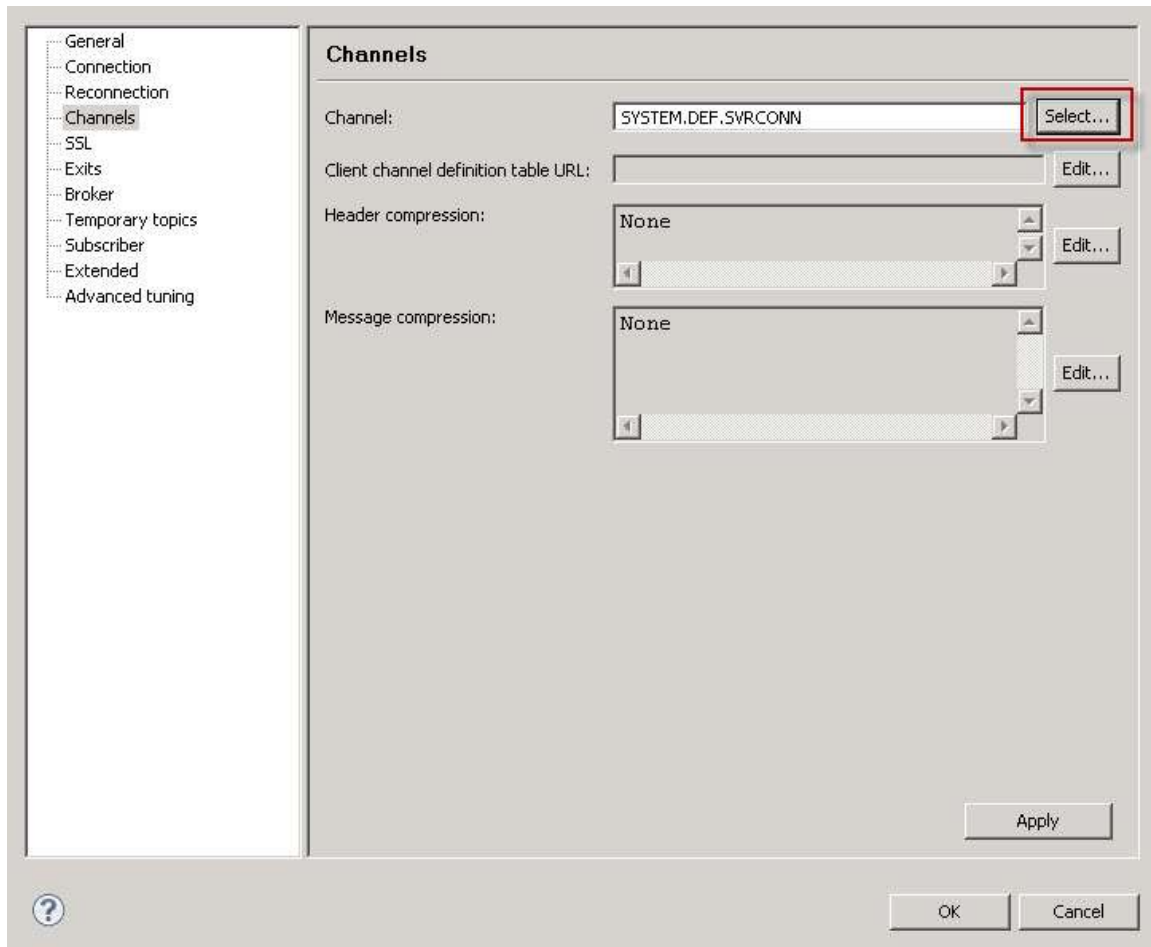 General
Connection
Reconnection
Channels
SSL
Exits
Broker
Temporary topics
Subscriber
Extended
Advanced tuning
Channels
Channel: SYSTEM.DEF.SVRCONN Select...
Client channel definition table URL: Edit...
Header compression: None Edit...
Message compression: None Edit...
Apply
? OK Cancel